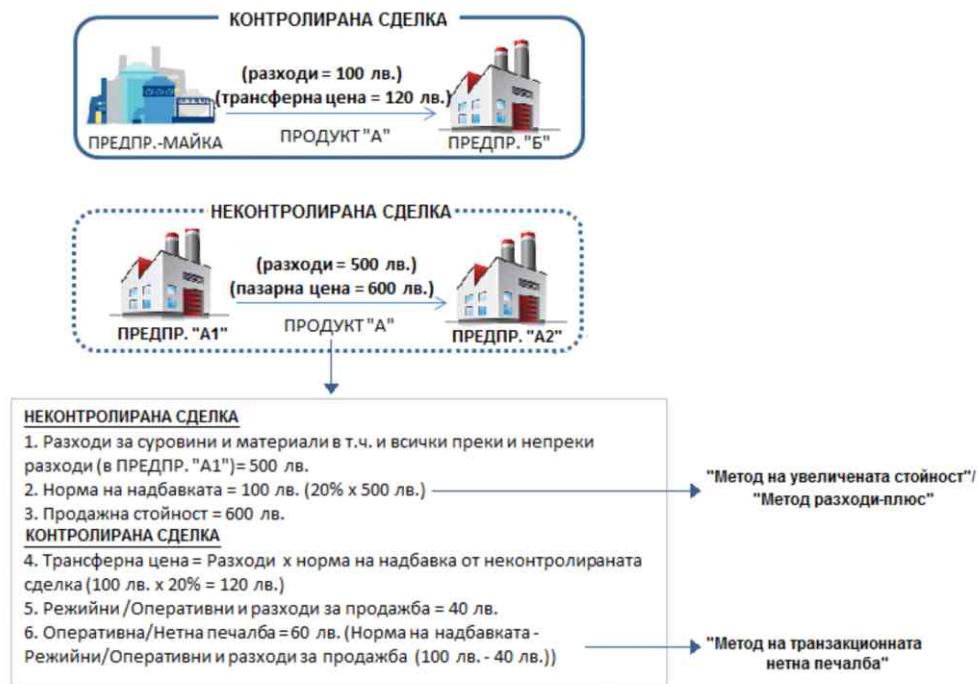 КОНТРОЛИРАНА СДЕЛКА
(разходи = 100 лв.)
(трансферна цена = 120 лв.)
ПРОДУКТ "А"
ПРЕДПР.-МАЙКА
ПРЕДПР. "Б"
НЕКОНТРОЛИРАНА СДЕЛКА
(разходи = 500 лв.)
(пазарна цена = 600 лв.)
ПРОДУКТ "А"
ПРЕДПР. "А1"
ПРЕДПР. "А2"
НЕКОНТРОЛИРАНА СДЕЛКА
1. Разходи за суровини и материали в т.ч. и всички преки и непреки
разходи (в ПРЕДПР. "А1")= 500 лв.
2. Норма на надбавката = 100 лв. (20% x 500 лв.)
3. Продажна стойност = 600 лв.
КОНТРОЛИРАНА СДЕЛКА
4. Трансферна цена = Разходи x норма на надбавка от неконтролираната
сделка (100 лв. x 20% = 120 лв.)
5. Режийни /Оперативни и разходи за продажба = 40 лв.
6. Оперативна/Нетна печалба = 60 лв. (Норма на надбавката -
Режийни/Оперативни и разходи за продажба (100 лв. - 40 лв.))
"Метод на увеличената стойност"/
"Метод разходи-плюс"
"Метод на транзакционната
нетна печалба"